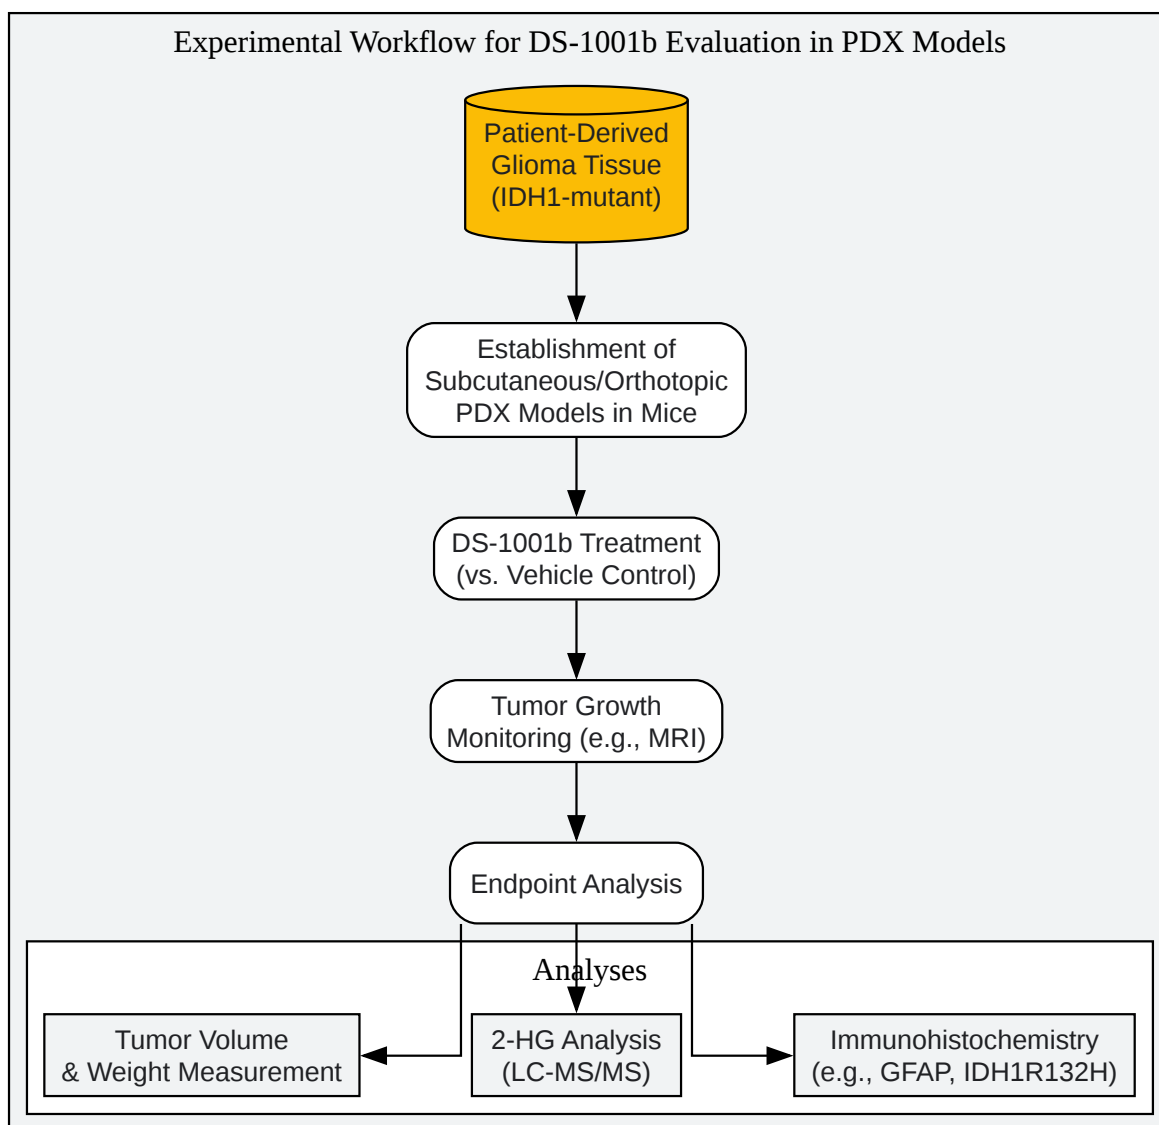 Experimental Workflow for DS-1001b Evaluation in PDX Models
Patient-Derived
Glioma Tissue
(IDH1-mutant)
Establishment of
Subcutaneous/Orthotopic
PDX Models in Mice
DS-1001b Treatment
(vs. Vehicle Control)
Tumor Growth
Monitoring (e.g., MRI)
Endpoint Analysis
Analyses
Tumor Volume
& Weight Measurement
2-HG Analysis
(LC-MS/MS)
Immunohistochemistry
(e.g., GFAP, IDH1R132H)